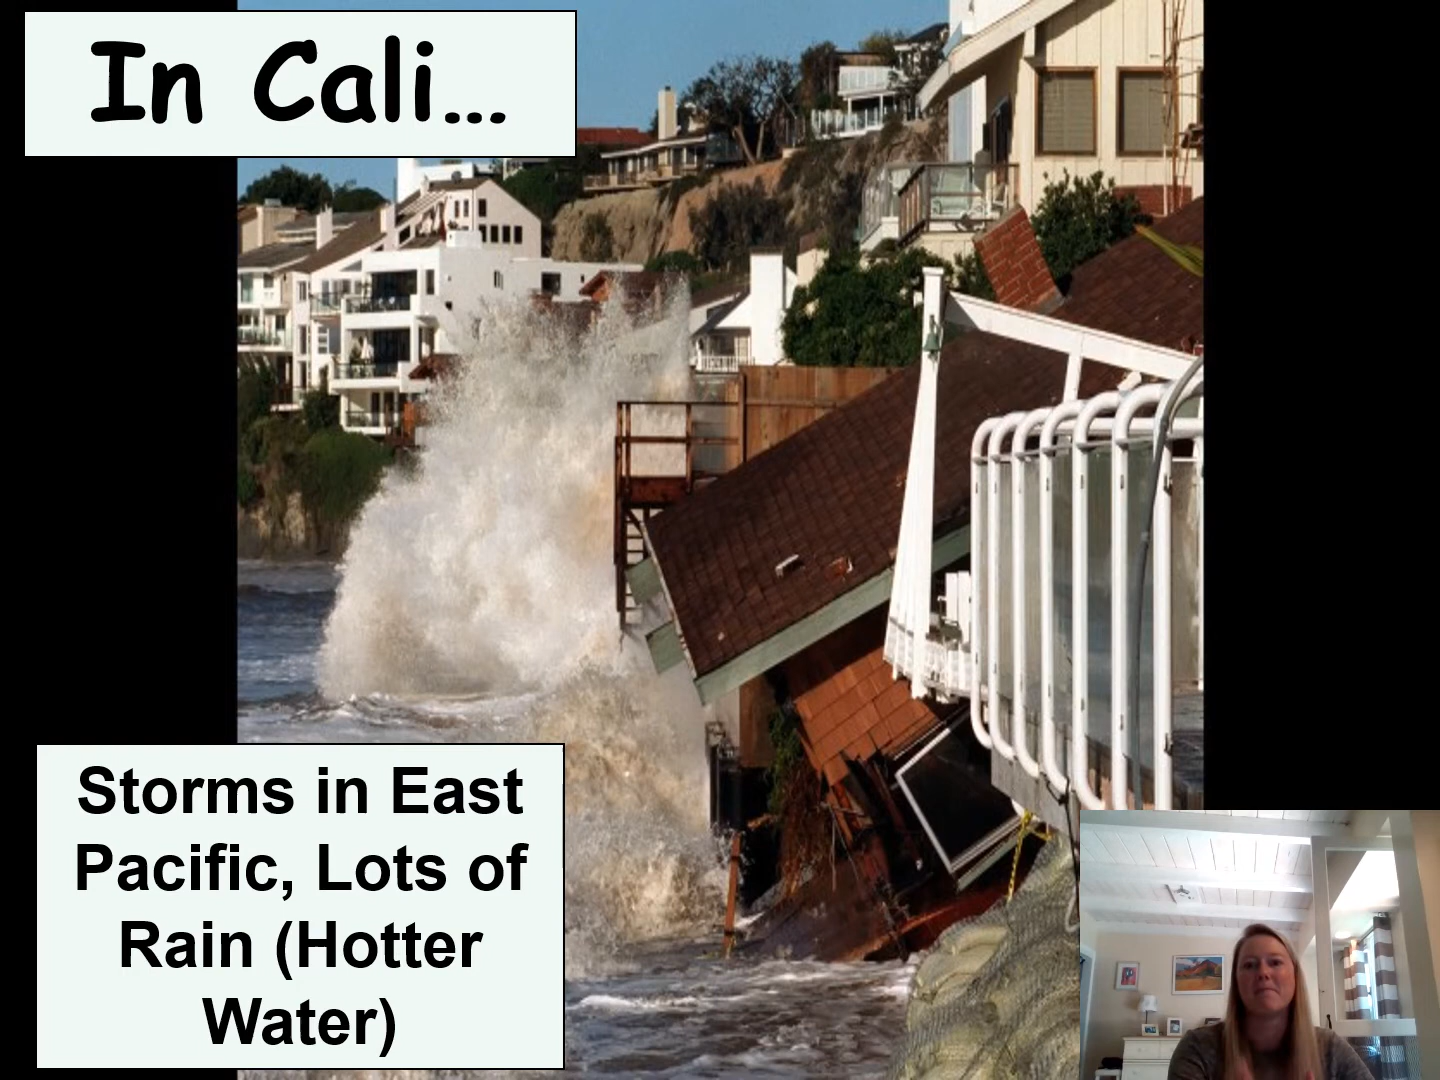 In Cali...
Storms in East
Pacific, Lots of
Rain (Hotter
Water)